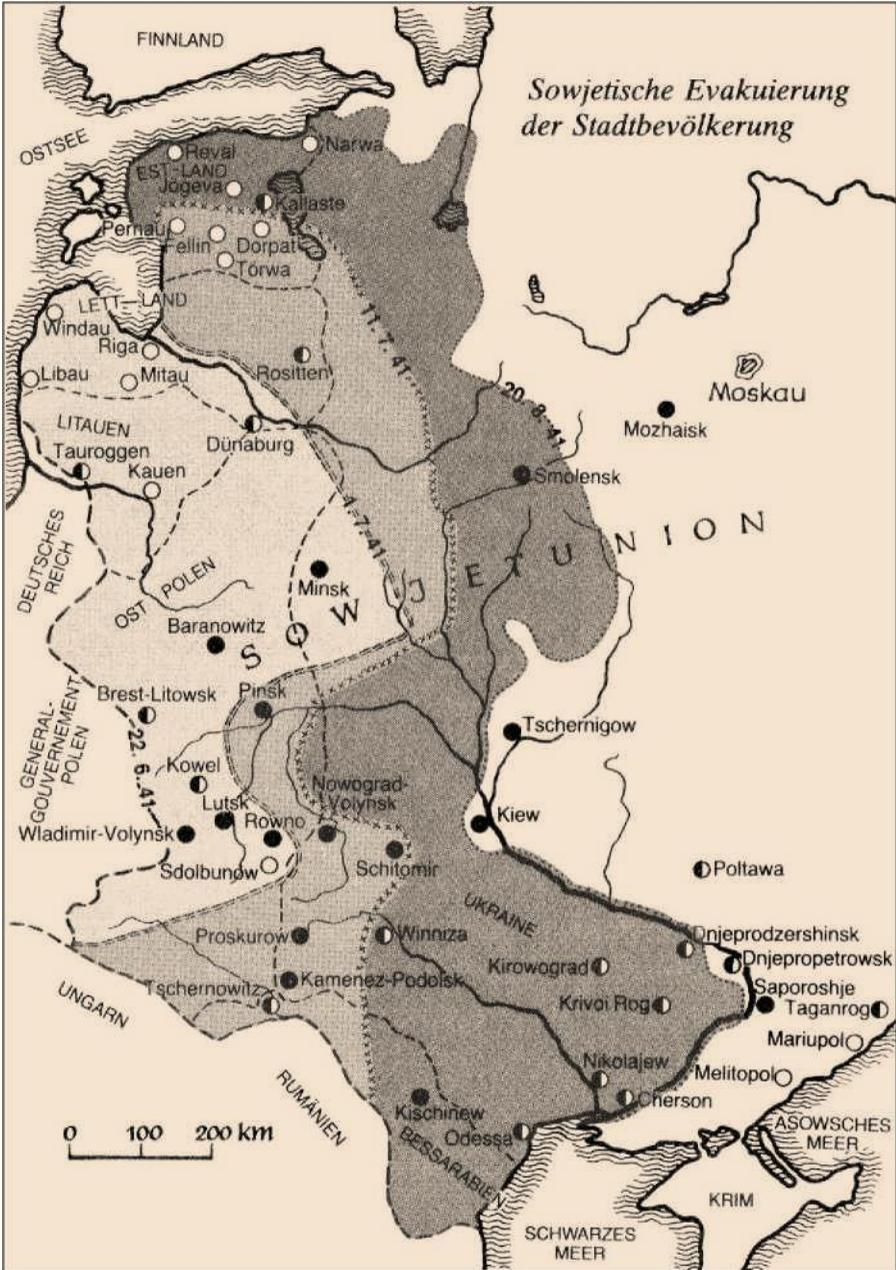 FINNLAND
Sowjetische Evakuierung
der Stadtbevölkerung
OSTSEE
Reval
Narwa
EST-LAND
Jogeva
Kallaste
Pernau
Fellin
Dorpat
Törwa
LETT-LAND
Windau
Riga
11.7.41
Libau
Mitau
Rositten
20.8.41
Moskau
Mozhaisk
LITAUEN
Tauroggen
Dünaburg
Kauen
Smolensk
1.7.41
DEUTSCHES
REICH
OST POLEN
Minsk
SOWJETUNION
Baranowitz
Brest-Litowsk
Pinsk
GENERAL-
GOUVERNEMENT
POLEN
22.6.41
Tschernigow
Kowel
Lutsk
Rowno
Nowograd-
Volynsk
Kiew
Wladimir-Volynsk
Sdolbunow
Schitomir
Poltawa
UKRAINE
Proskurow
Winniza
Dnjeprodzershinsk
Kirowograd
Dnjepropetrowsk
Kamenez-Podolsk
Tschernowitz
Krivoi Rog
Saporoshje
Taganrog
UNGARN
Mariupol
Nikolajew
Melitopol
RUMÄNIEN
Kischinew
Cherson
0 100 200 km
Odessa
BESSARABIEN
ASOWSCHES
MEER
KRIM
SCHWARZES
MEER